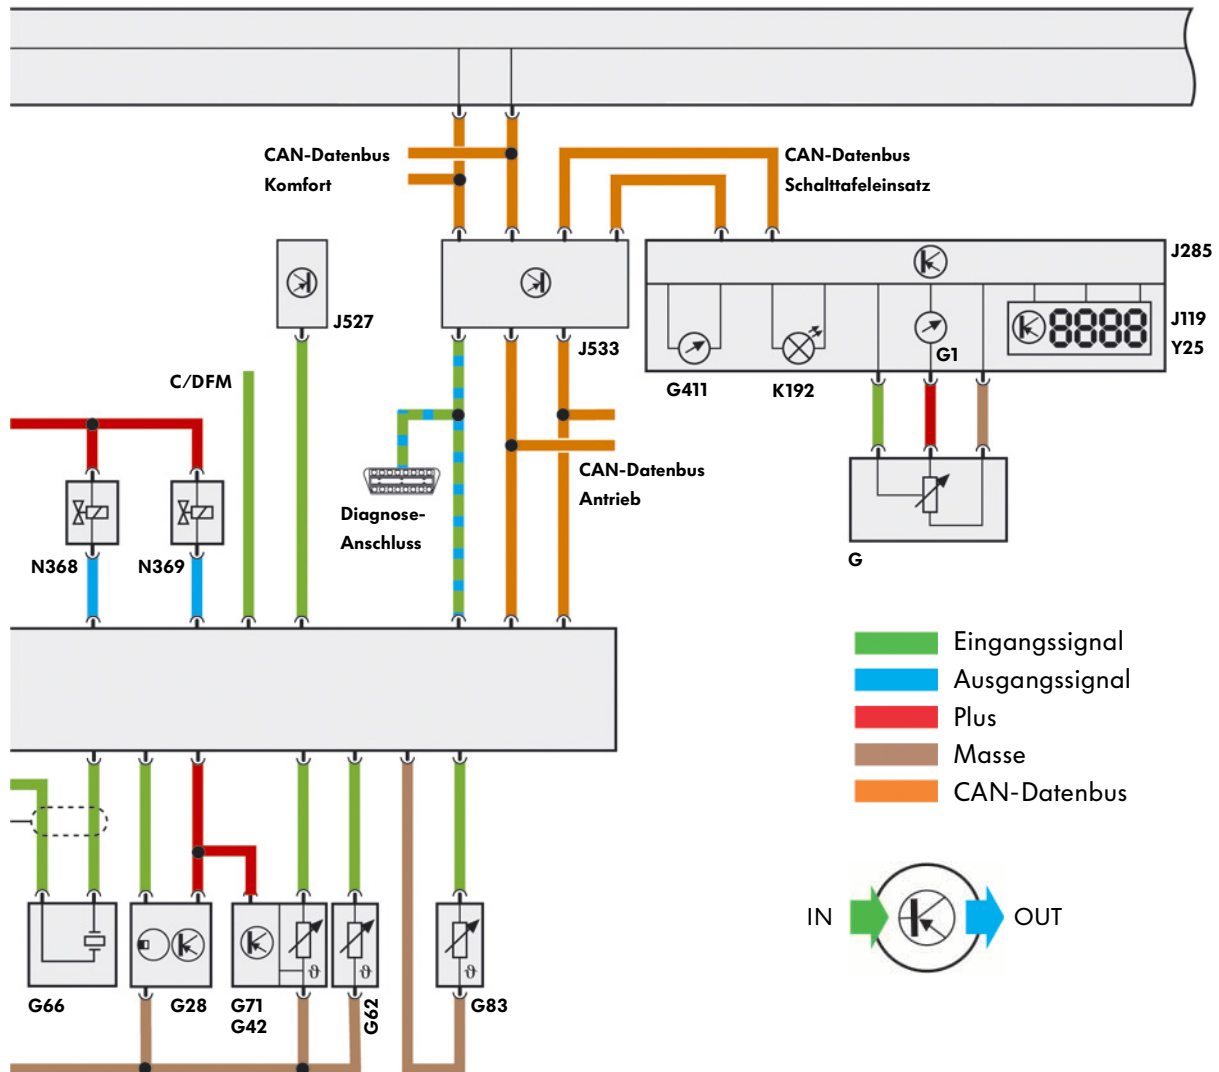 CAN-Datenbus
Komfort
CAN-Datenbus
Schalttafeleinsatz
J285
J527
J533
J119
Y25
G1
G411
K192
C/DFM
CAN-Datenbus
Antrieb
Diagnose-
Anschluss
N368
N369
G
Eingangssignal
Ausgangssignal
Plus
Masse
CAN-Datenbus
IN
OUT
8888
ϑ
ϑ
ϑ
G66
G28
G71
G42
G62
G83